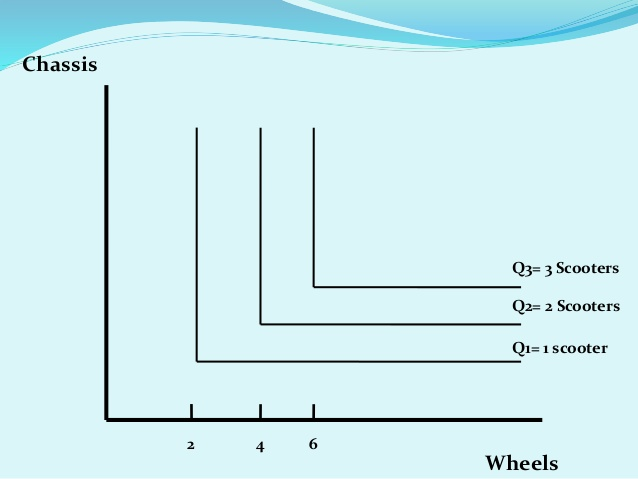 Chassis
Q3= 3 Scooters
Q2= 2 Scooters
Q1= 1 scooter
2 4 6
Wheels